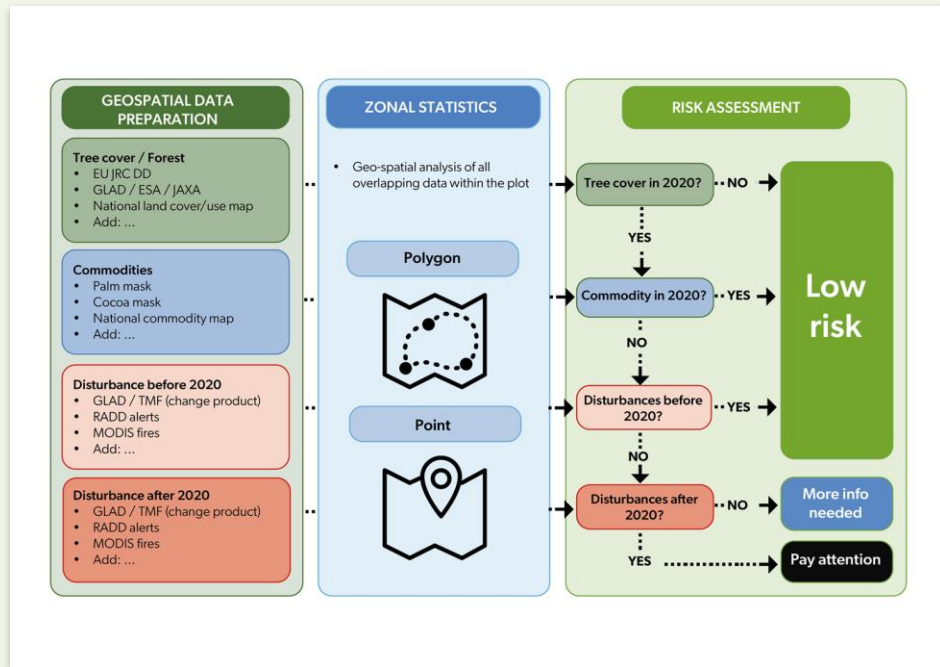 GEOSPATIAL DATA
PREPARATION
Tree cover / Forest
• EU JRC DD
• GLAD / ESA / JAXA
• National land cover/use map
• Add: ...
Commodities
• Palm mask
• Cocoa mask
• National commodity map
• Add: ...
Disturbance before 2020
• GLAD / TMF (change product)
• RADD alerts
• MODIS fires
• Add: ...
Disturbance after 2020
• GLAD / TMF (change product)
• RADD alerts
• MODIS fires
• Add: ...
ZONAL STATISTICS
• Geo-spatial analysis of all
overlapping data within the plot
Polygon
Point
RISK ASSESSMENT
Tree cover in 2020?
NO
YES
Commodity in 2020?
YES
NO
Disturbances before
2020?
YES
NO
Disturbances after
2020?
NO
YES
Low
risk
More info
needed
Pay attention